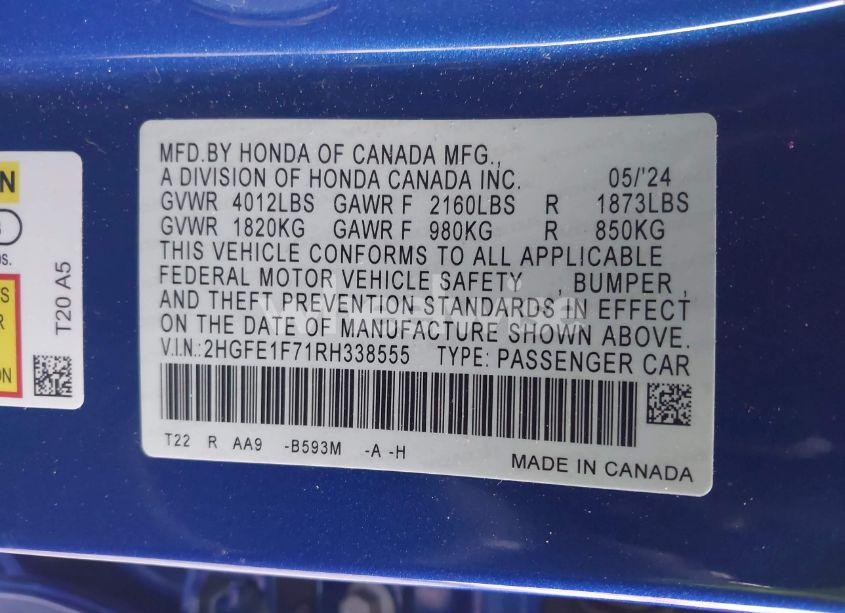 MFD.BY HONDA OF CANADA MFG.,
A DIVISION OF HONDA CANADA INC. 05/'24
GVWR 4012LBS GAWR F 2160LBS R 1873LBS
GVWR 1820KG GAWR F 980KG R 850KG
THIS VEHICLE CONFORMS TO ALL APPLICABLE
FEDERAL MOTOR VEHICLE SAFETY , BUMPER ,
AND THEFT PREVENTION STANDARDS IN EFFECT
ON THE DATE OF MANUFACTURE SHOWN ABOVE.
V.I.N.:2HGFE1F71RH338555 TYPE: PASSENGER CAR
T22 R AA9 -B593M -A -H
MADE IN CANADA
T20 A5